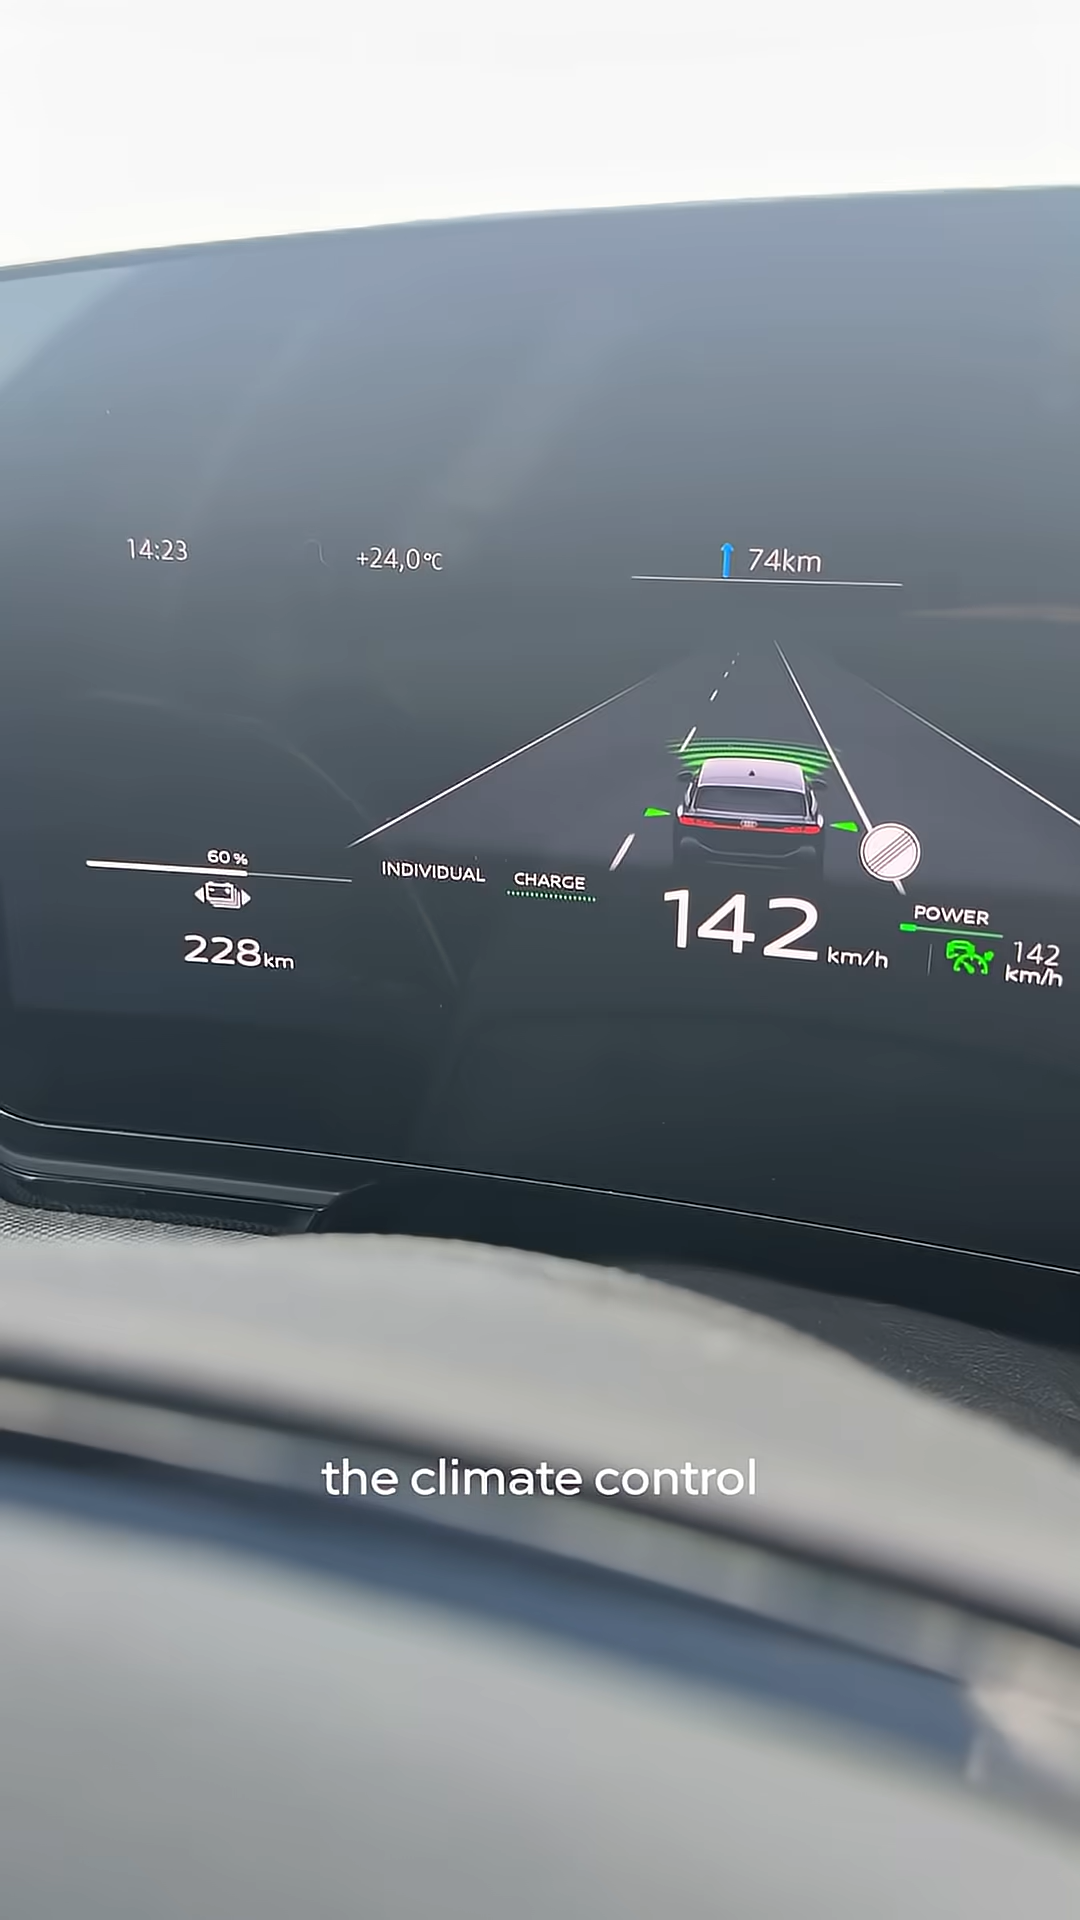 14:23
+24,0°C
74km
60 %
228km
INDIVIDUAL
CHARGE
142 km/h
POWER
142
km/h
the climate control